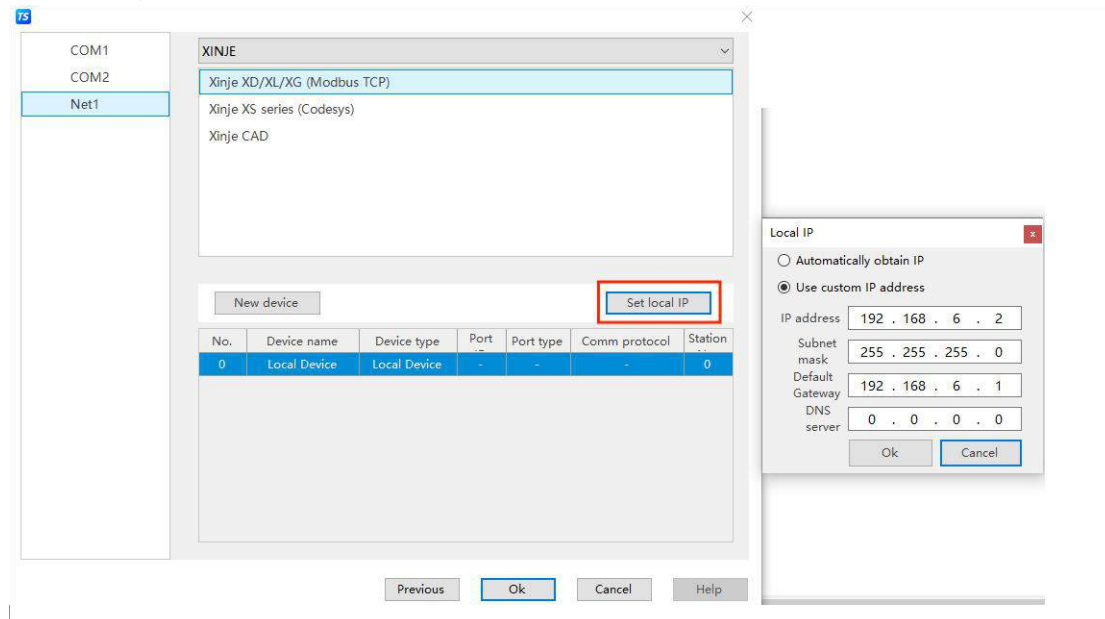 TS
COM1
COM2
Net1
XINJE
Xinje XD/XL/XG (Modbus TCP)
Xinje XS series (Codesys)
Xinje CAD
New device
Set local IP
No. Device name Device type Port Port type Comm protocol Station
0 Local Device Local Device - - - 0
Previous Ok Cancel Help
Local IP
x
Automatically obtain IP
Use custom IP address
IP address 192 . 168 . 6 . 2
Subnet mask 255 . 255 . 255 . 0
Default Gateway 192 . 168 . 6 . 1
DNS server 0 . 0 . 0 . 0
Ok Cancel